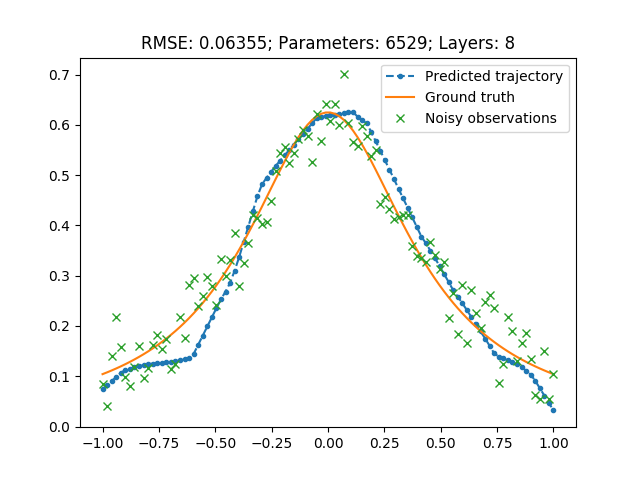 RMSE: 0.06355; Parameters: 6529; Layers: 8
Predicted trajectory
Ground truth
Noisy observations
0.7
0.6
0.5
0.4
0.3
0.2
0.1
0.0
−1.00 −0.75 −0.50 −0.25 0.00 0.25 0.50 0.75 1.00